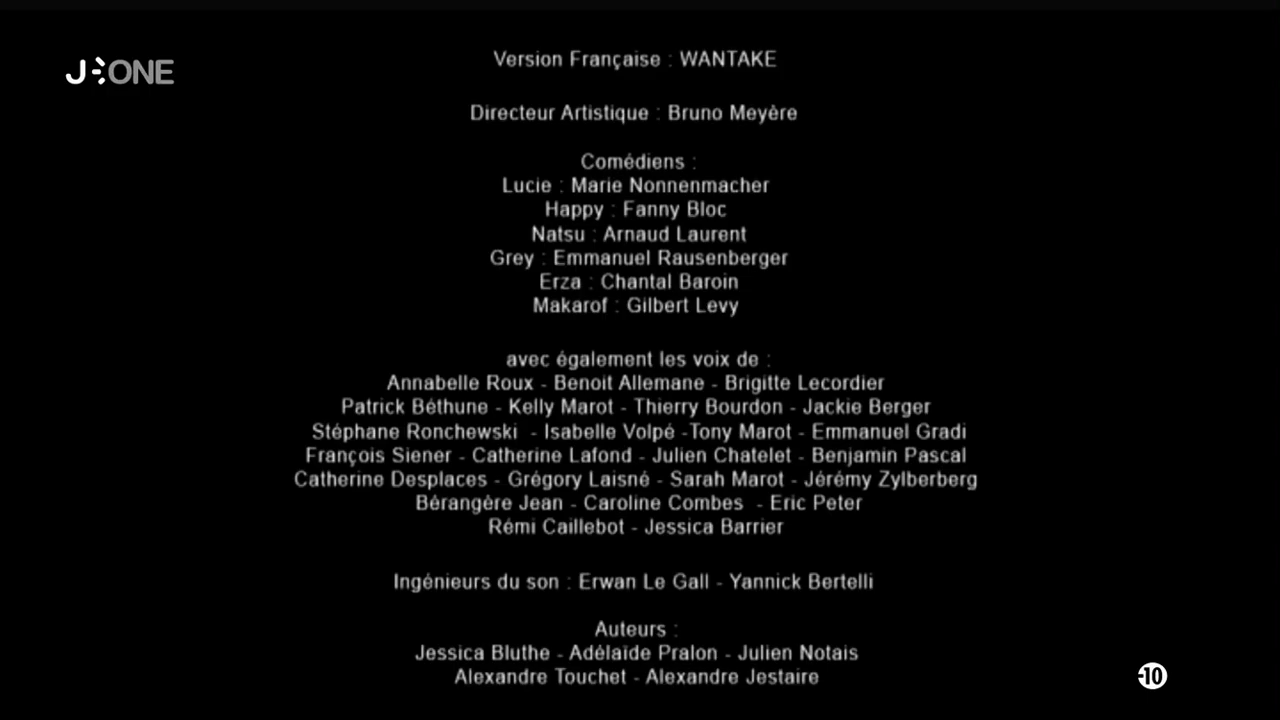 J:ONE
Version Française : WANTAKE
Directeur Artistique : Bruno Meyère
Comédiens :
Lucie : Marie Nonnenmacher
Happy : Fanny Bloc
Natsu : Arnaud Laurent
Grey : Emmanuel Rausenberger
Erza : Chantal Baroin
Makarof : Gilbert Levy
avec également les voix de :
Annabelle Roux - Benoit Allemane - Brigitte Lecordier
Patrick Béthune - Kelly Marot - Thierry Bourdon - Jackie Berger
Stéphane Ronchewski - Isabelle Volpé -Tony Marot - Emmanuel Gradi
François Siener - Catherine Lafond - Julien Chatelet - Benjamin Pascal
Catherine Desplaces - Grégory Laisné - Sarah Marot - Jérémy Zylberberg
Bérangère Jean - Caroline Combes - Eric Peter
Rémi Caillebot - Jessica Barrier
Ingénieurs du son : Erwan Le Gall - Yannick Bertelli
Auteurs :
Jessica Bluthe - Adélaïde Pralon - Julien Notais
Alexandre Touchet - Alexandre Jestaire
-10